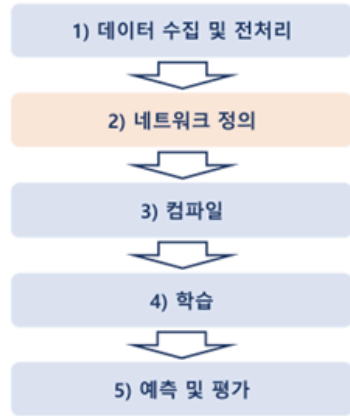 1) 데이터 수집 및 전처리
2) 네트워크 정의
3) 컴파일
4) 학습
5) 예측 및 평가